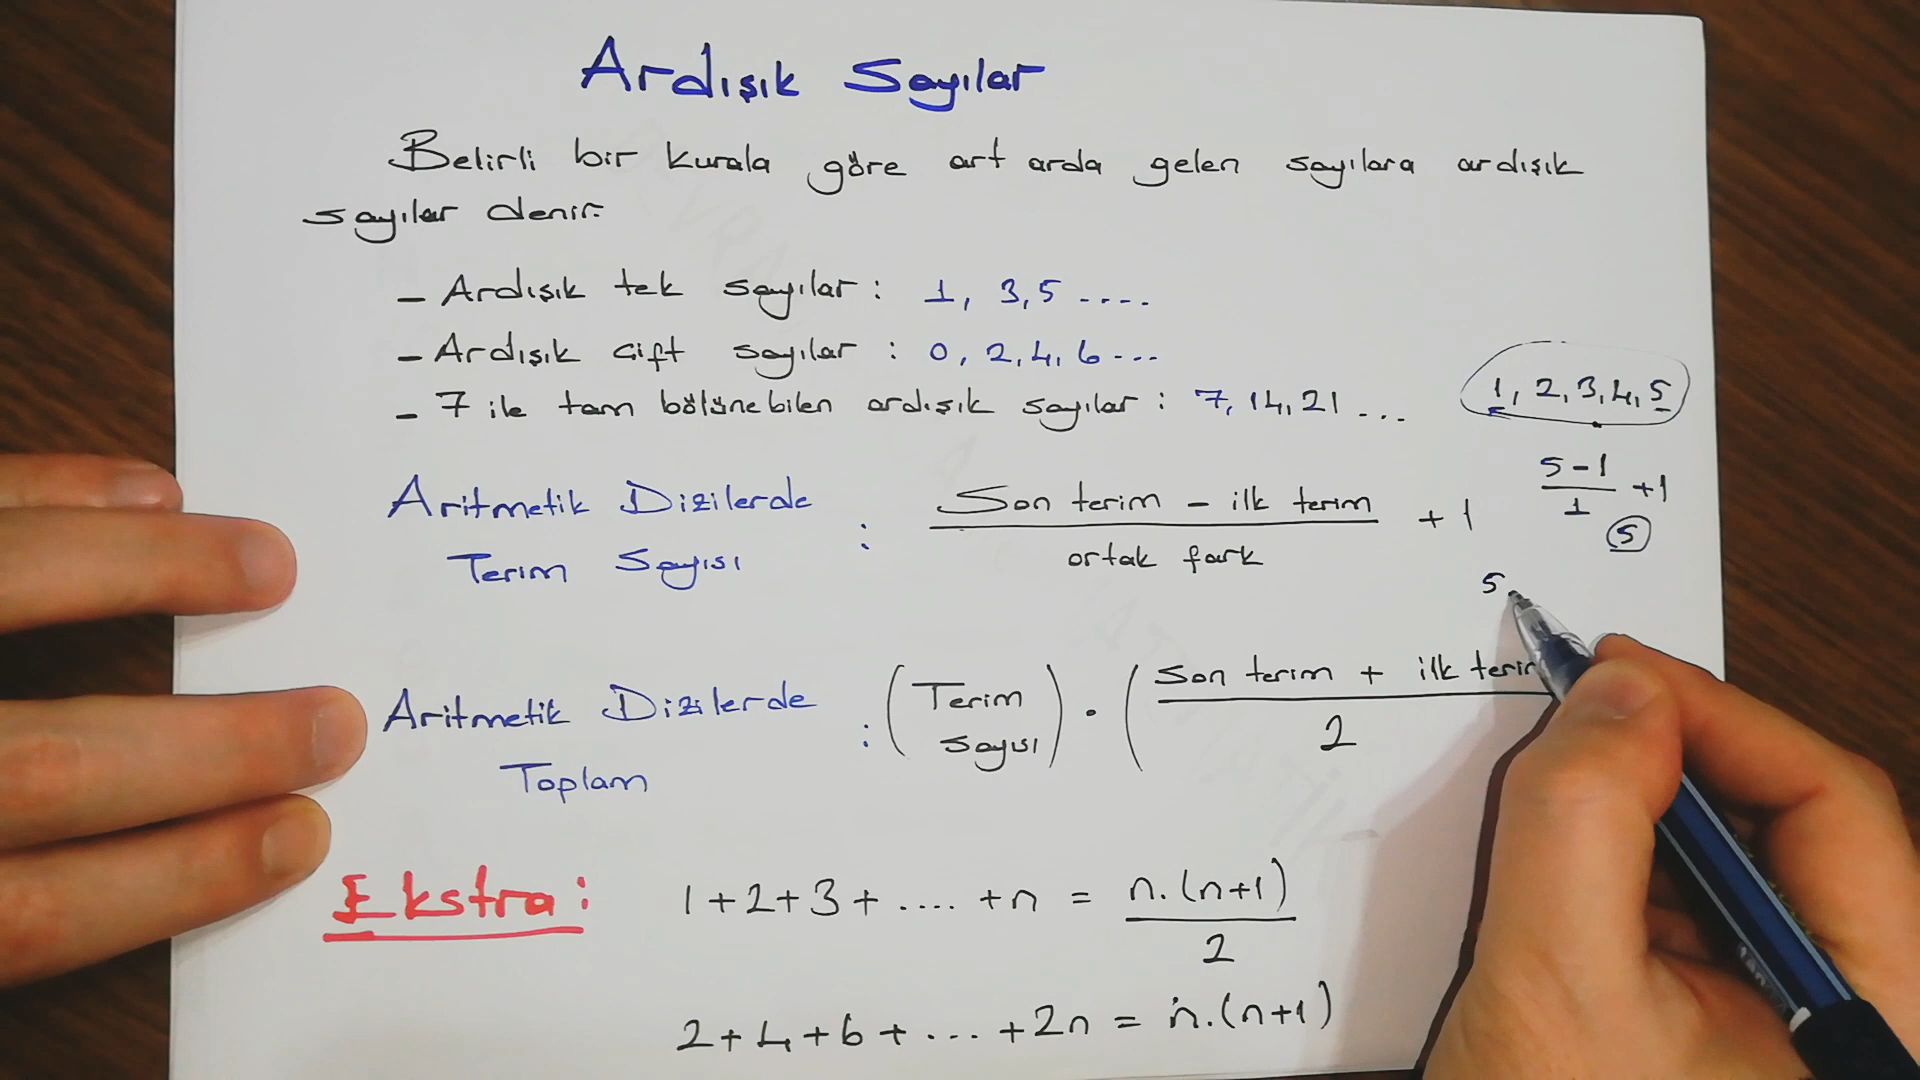 Ardışık Sayılar
Belirli bir kurala göre art arda gelen sayılara ardışık
sayılar denir.
- Ardışık tek sayılar : 1, 3, 5 ....
- Ardışık çift sayılar : 0, 2, 4, 6 ...
- 7 ile tam bölünebilen ardışık sayılar : 7, 14, 21 ...
1, 2, 3, 4, 5
Aritmetik Dizilerde
Terim Sayısı
:
Son terim - ilk terim
ortak fark
+ 1
5-1
1
+1
5
5.
Aritmetik Dizilerde
Toplam
: (Terim sayısı) . (
son terim + ilk
2
Ekstra:
1+2+3+ .... +n = n.(n+1)
2
2+4+6+ ... +2n = n.(n+1)